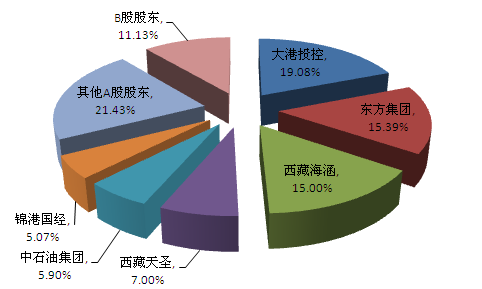 B股股东,
11.13%
大港投控,
19.08%
东方集团,
15.39%
西藏海涵,
15.00%
西藏天圣,
7.00%
中石油集团,
5.90%
锦港国经,
5.07%
其他A股股东,
21.43%